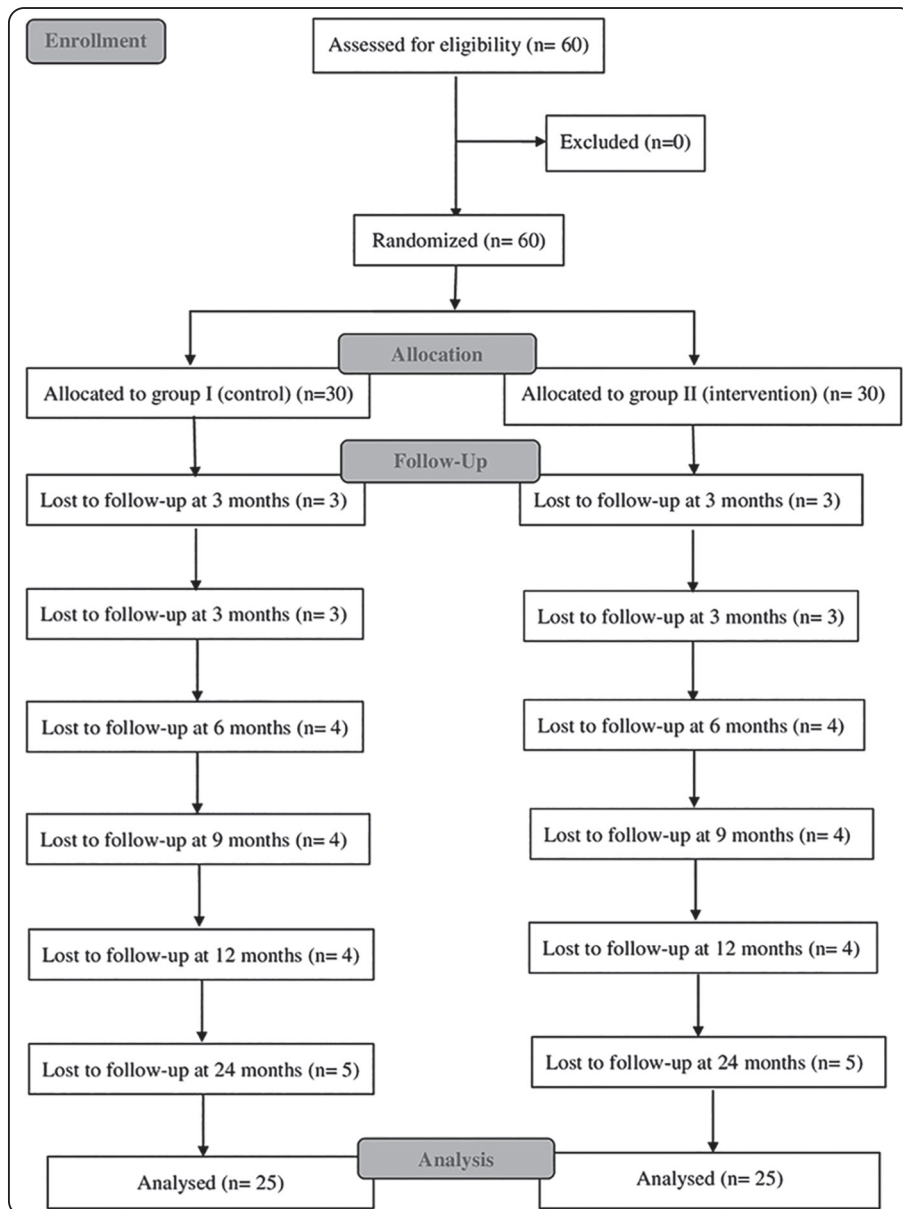 Enrollment
Assessed for eligibility (n= 60)
Excluded (n=0)
Randomized (n= 60)
Allocation
Allocated to group I (control) (n=30)
Allocated to group II (intervention) (n= 30)
Follow-Up
Lost to follow-up at 3 months (n= 3)
Lost to follow-up at 3 months (n= 3)
Lost to follow-up at 3 months (n= 3)
Lost to follow-up at 3 months (n= 3)
Lost to follow-up at 6 months (n= 4)
Lost to follow-up at 6 months (n= 4)
Lost to follow-up at 9 months (n= 4)
Lost to follow-up at 9 months (n= 4)
Lost to follow-up at 12 months (n= 4)
Lost to follow-up at 12 months (n= 4)
Lost to follow-up at 24 months (n= 5)
Lost to follow-up at 24 months (n= 5)
Analysis
Analysed (n= 25)
Analysed (n= 25)